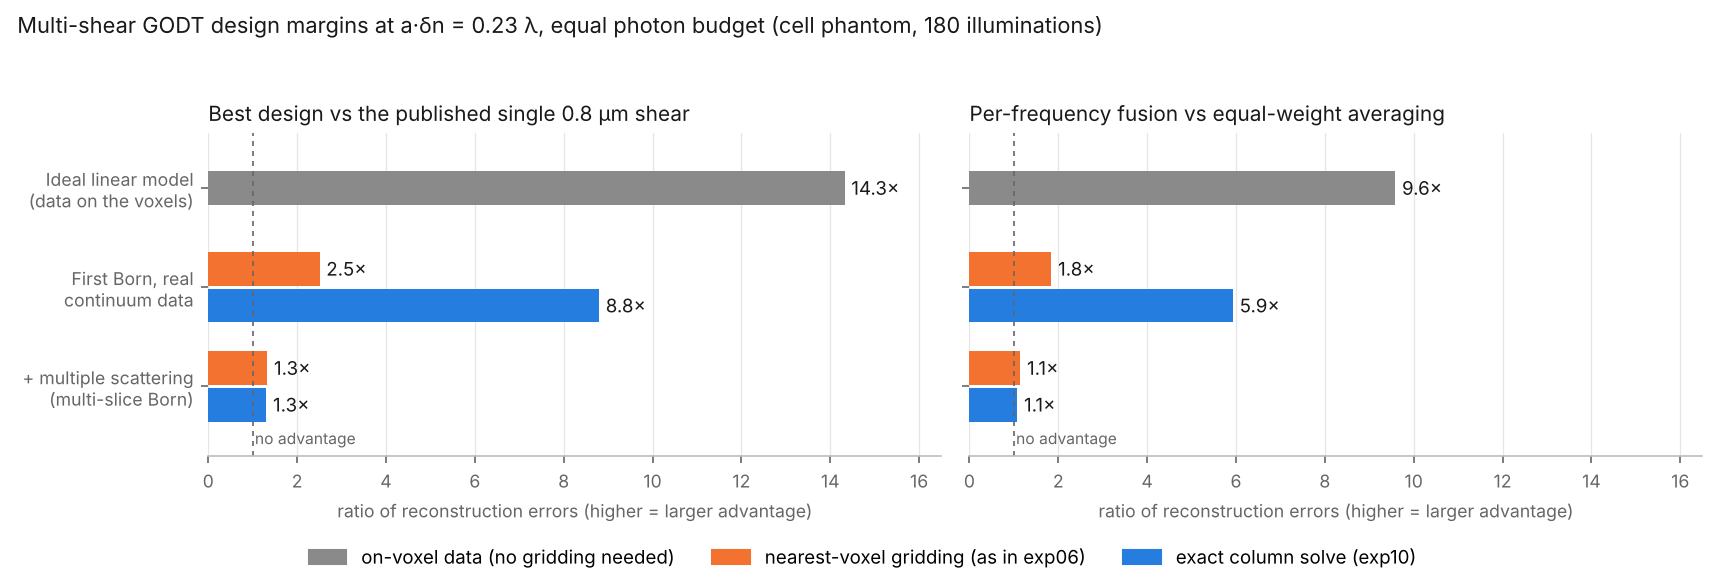 Multi-shear GODT design margins at a·δn = 0.23 λ, equal photon budget (cell phantom, 180 illuminations)
Best design vs the published single 0.8 µm shear
Ideal linear model
(data on the voxels)
14.3×
First Born, real
continuum data
2.5×
8.8×
+ multiple scattering
(multi-slice Born)
1.3×
1.3×
no advantage
0 2 4 6 8 10 12 14 16
ratio of reconstruction errors (higher = larger advantage)
Per-frequency fusion vs equal-weight averaging
9.6×
1.8×
5.9×
1.1×
1.1×
no advantage
0 2 4 6 8 10 12 14 16
ratio of reconstruction errors (higher = larger advantage)
on-voxel data (no gridding needed)
nearest-voxel gridding (as in exp06)
exact column solve (exp10)